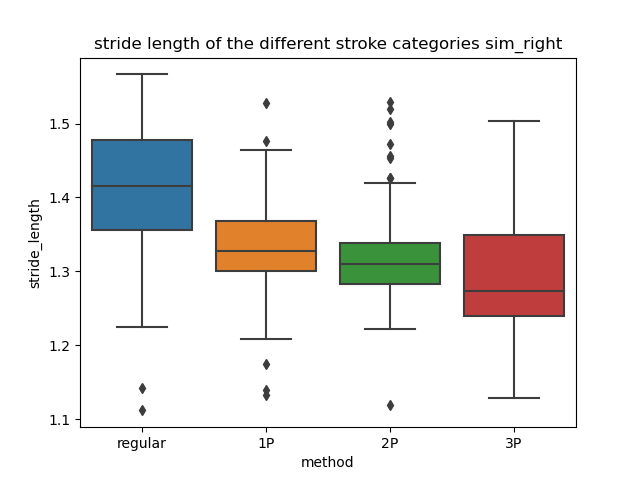 stride length of the different stroke categories sim_right
stride_length
1.5
1.4
1.3
1.2
1.1
regular 1P 2P 3P
method